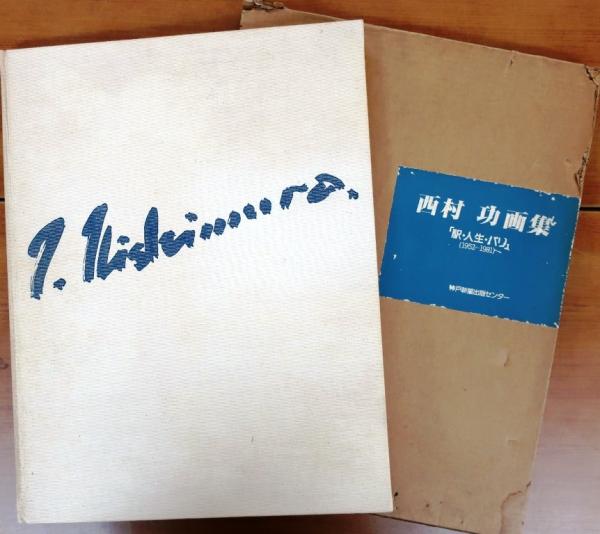 I. Nishimura.
西村 功画集
「駅・人生・パリ」
(1952―1981)～
神戸新聞出版センター